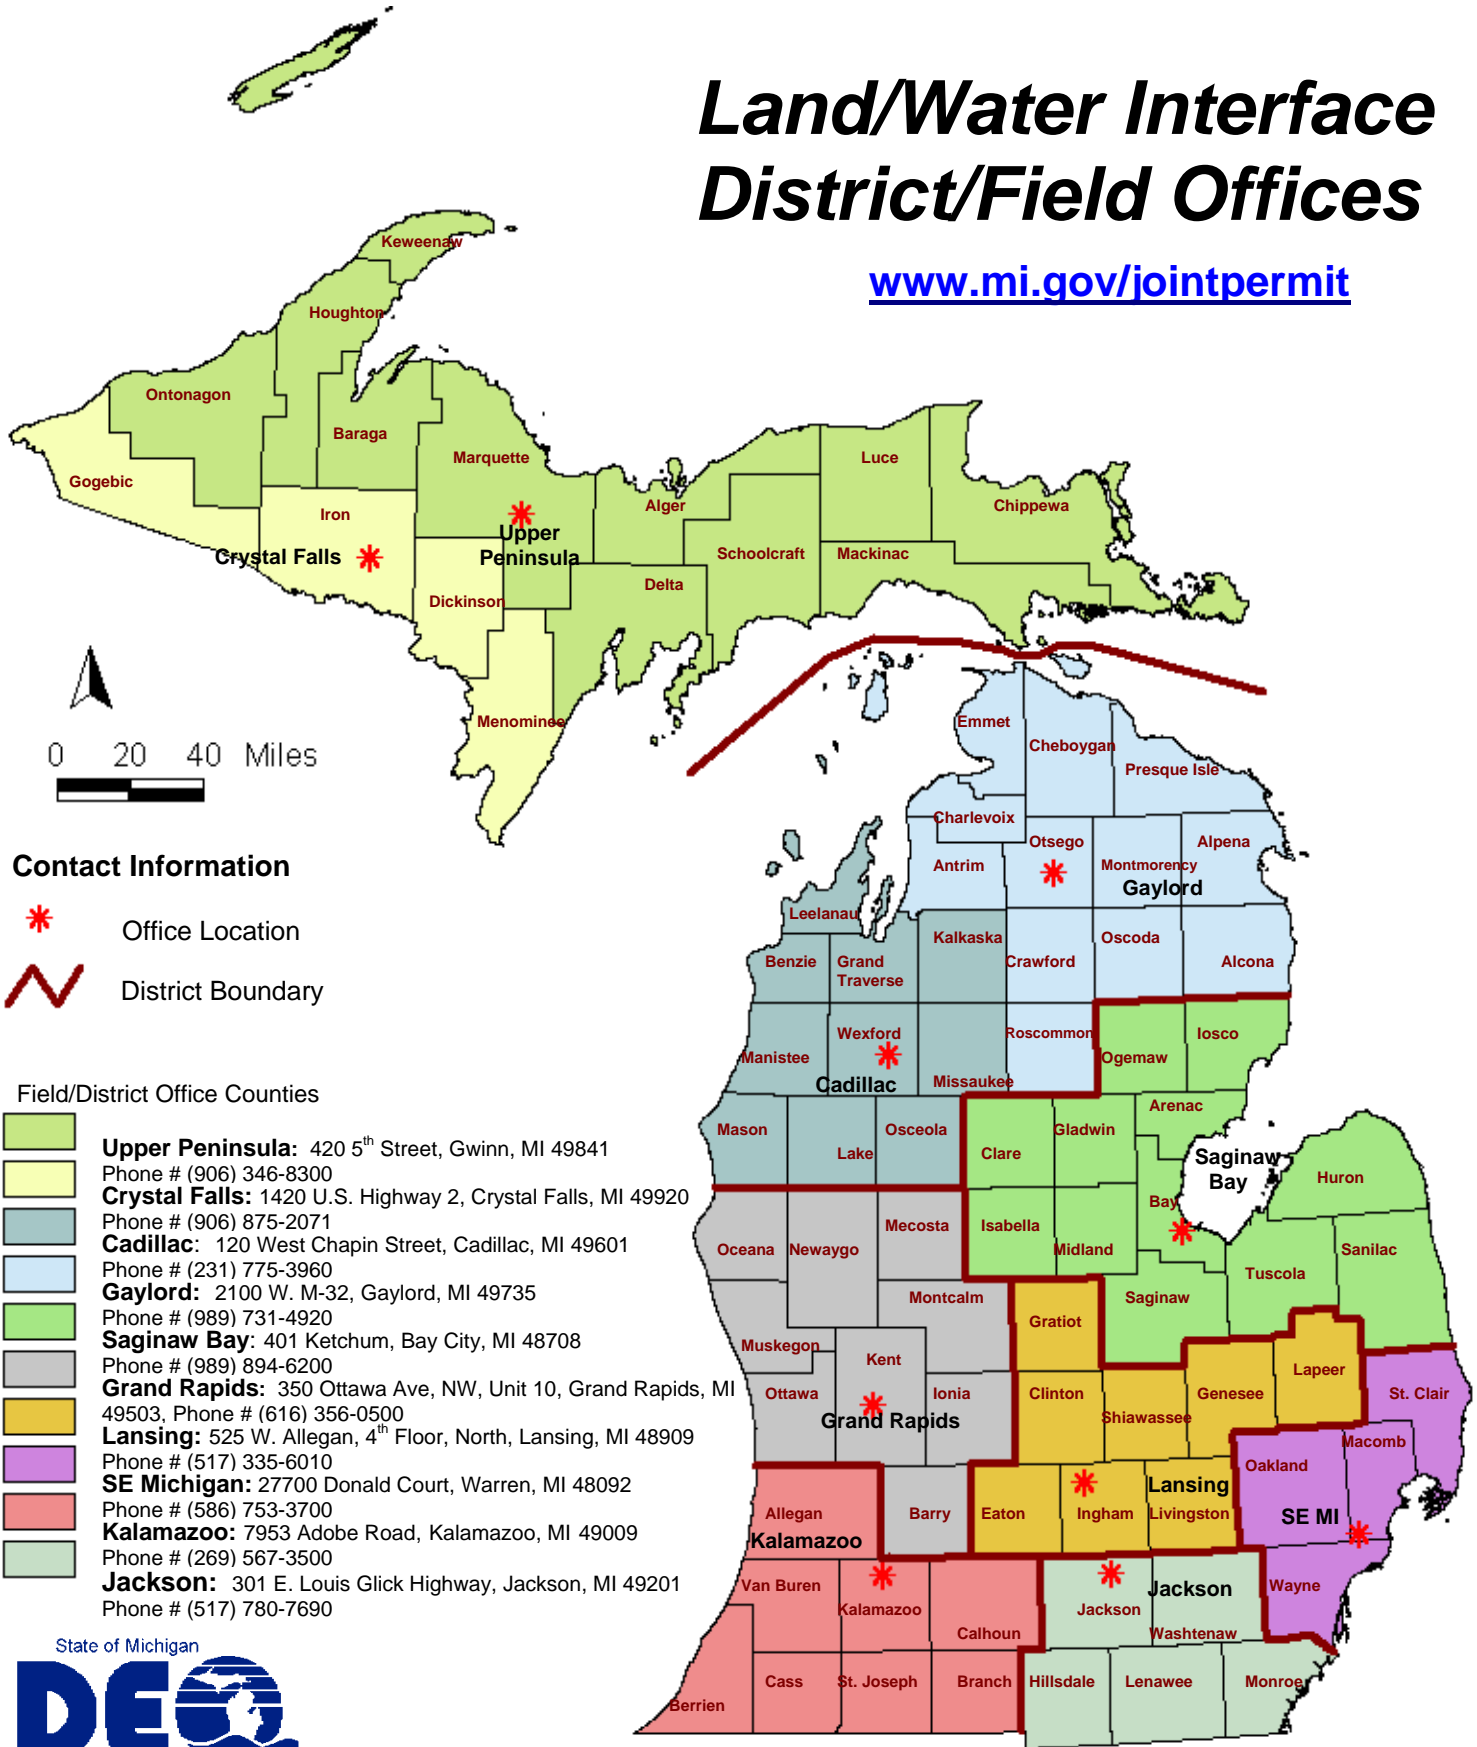 Land/Water Interface
District/Field Offices
www.mi.gov/jointpermit
Keweenaw
Houghton
Ontonagon
Baraga
Marquette
Luce
Gogebic
Iron
Alger
Chippewa
Crystal Falls
Upper
Peninsula
Schoolcraft
Mackinac
Dickinson
Delta
Menominee
0 20 40 Miles
Emmet
Cheboygan
Presque Isle
Charlevoix
Otsego
Alpena
Antrim
Montmorency
Gaylord
Leelanau
Kalkaska
Oscoda
Benzie
Grand
Traverse
Crawford
Alcona
Wexford
Roscommon
Iosco
Manistee
Ogemaw
Cadillac
Missaukee
Arenac
Mason
Osceola
Gladwin
Lake
Clare
Saginaw
Bay
Huron
Bay
Mecosta
Isabella
Oceana
Newaygo
Midland
Sanilac
Tuscola
Montcalm
Saginaw
Gratiot
Muskegon
Kent
Lapeer
Ottawa
Ionia
Clinton
Genesee
St. Clair
Grand Rapids
Shiawassee
Macomb
Oakland
Lansing
Allegan
Barry
Eaton
Ingham
Livingston
SE MI
Kalamazoo
Van Buren
Jackson
Wayne
Kalamazoo
Jackson
Calhoun
Washtenaw
Cass
St. Joseph
Branch
Hillsdale
Lenawee
Monroe
Berrien
Contact Information
Office Location
District Boundary
Field/District Office Counties
Upper Peninsula: 420 5th Street, Gwinn, MI 49841
Phone # (906) 346-8300
Crystal Falls: 1420 U.S. Highway 2, Crystal Falls, MI 49920
Phone # (906) 875-2071
Cadillac: 120 West Chapin Street, Cadillac, MI 49601
Phone # (231) 775-3960
Gaylord: 2100 W. M-32, Gaylord, MI 49735
Phone # (989) 731-4920
Saginaw Bay: 401 Ketchum, Bay City, MI 48708
Phone # (989) 894-6200
Grand Rapids: 350 Ottawa Ave, NW, Unit 10, Grand Rapids, MI
49503, Phone # (616) 356-0500
Lansing: 525 W. Allegan, 4th Floor, North, Lansing, MI 48909
Phone # (517) 335-6010
SE Michigan: 27700 Donald Court, Warren, MI 48092
Phone # (586) 753-3700
Kalamazoo: 7953 Adobe Road, Kalamazoo, MI 49009
Phone # (269) 567-3500
Jackson: 301 E. Louis Glick Highway, Jackson, MI 49201
Phone # (517) 780-7690
State of Michigan
DEQ